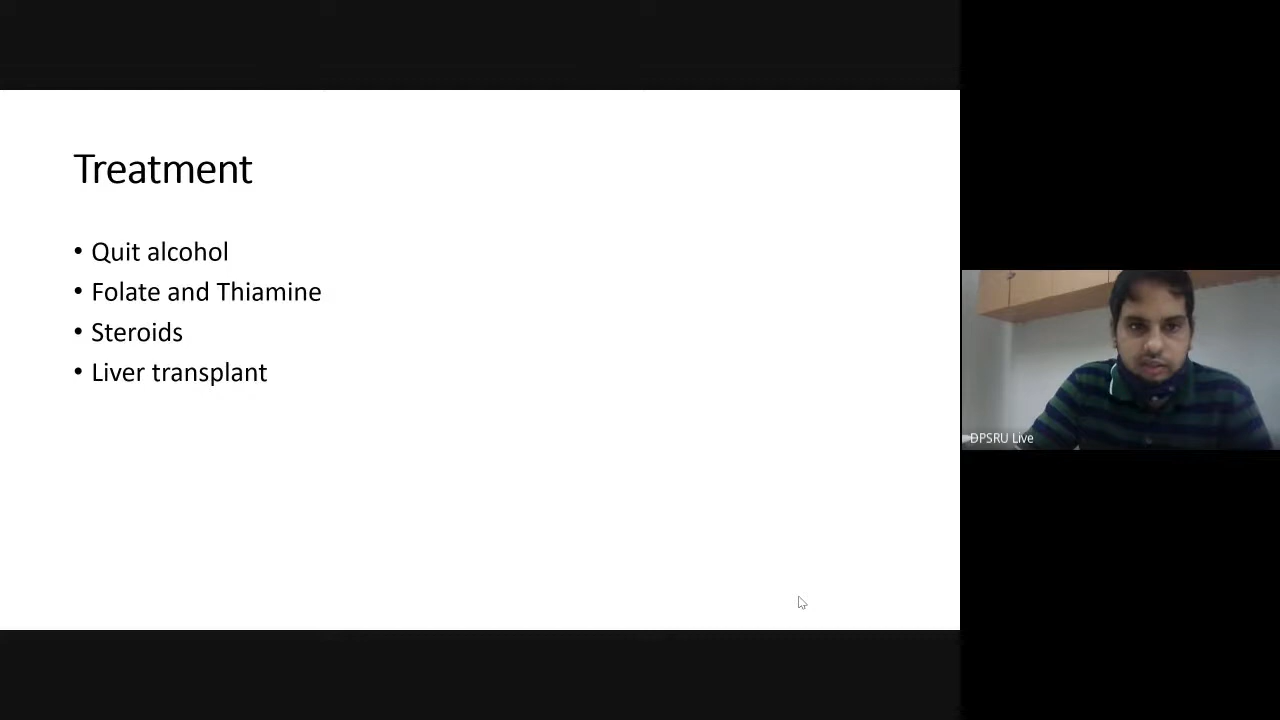 Treatment
• Quit alcohol
• Folate and Thiamine
• Steroids
• Liver transplant
DPSRU Live